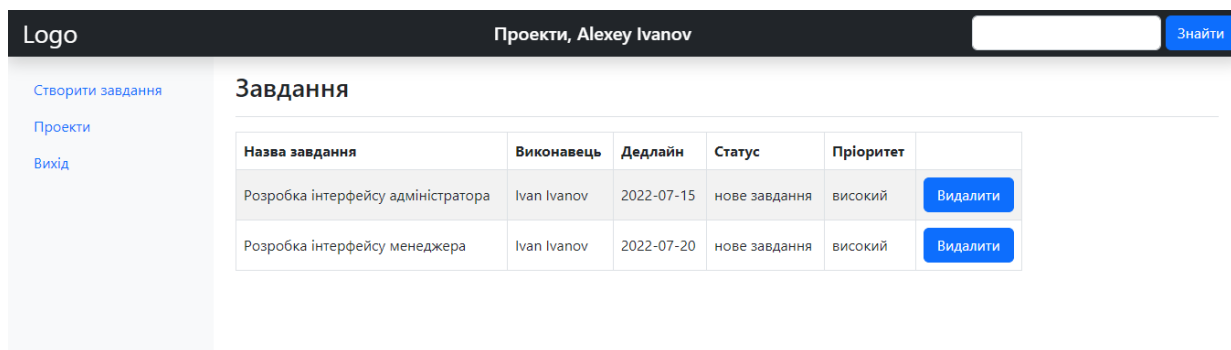 Logo Проекти, Alexey Ivanov Знайти
Створити завдання
Проекти
Вихід
Завдання
Назва завдання Виконавець Дедлайн Статус Пріоритет
Розробка інтерфейсу адміністратора Ivan Ivanov 2022-07-15 нове завдання високий Видалити
Розробка інтерфейсу менеджера Ivan Ivanov 2022-07-20 нове завдання високий Видалити